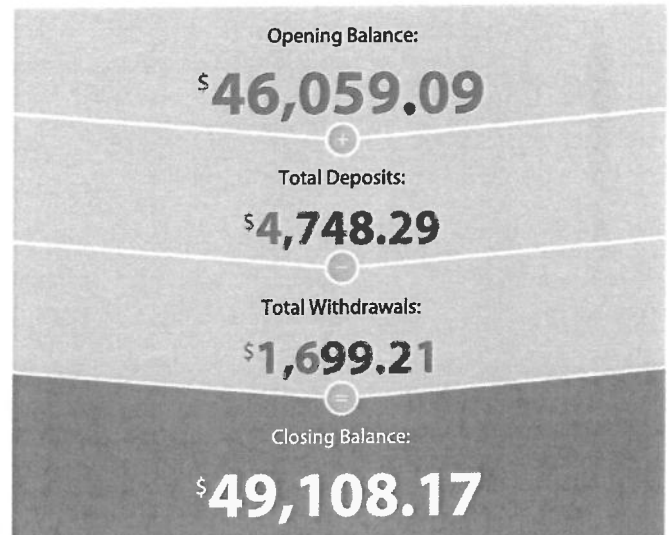 Opening Balance:
$46,059.09
+
Total Deposits:
$4,748.29
−
Total Withdrawals:
$1,699.21
=
Closing Balance:
$49,108.17